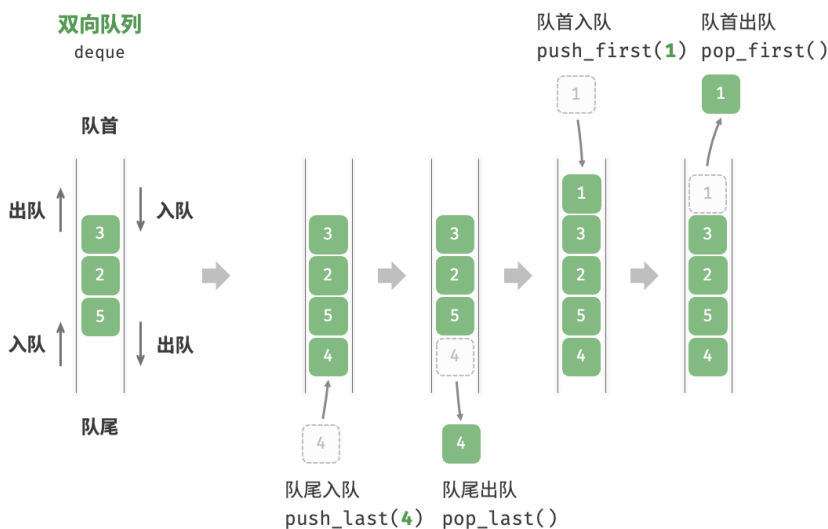 双向队列
deque
队首
出队
入队
3
2
5
入队
出队
队尾
3
2
5
4
4
队尾入队
push_last(4)
3
2
5
4
4
队尾出队
pop_last()
队首入队
push_first(1)
1
1
3
2
5
4
队首出队
pop_first()
1
1
3
2
5
4